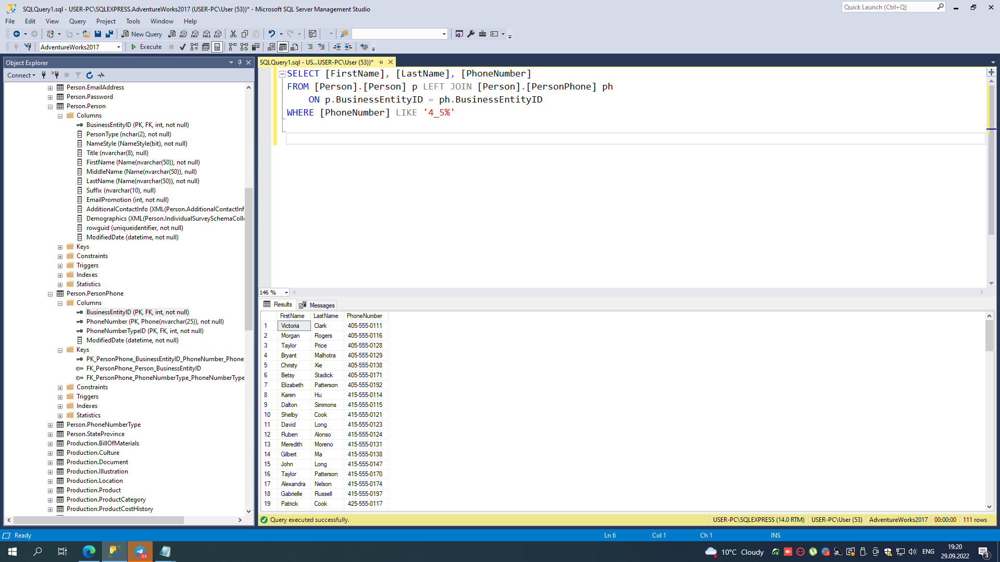 SQLQuery1.sql - USER-PC\SQLEXPRESS.AdventureWorks2017 (USER-PC\User (53))* - Microsoft SQL Server Management Studio
Quick Launch (Ctrl+Q)
File Edit View Query Project Tools Window Help
New Query
AdventureWorks2017
Execute
Object Explorer
Connect
Person.EmailAddress
Person.Password
Person.Person
Columns
BusinessEntityID (PK, FK, int, not null)
PersonType (nchar(2), not null)
NameStyle (NameStyle(bit), not null)
Title (nvarchar(8), null)
FirstName (Name(nvarchar(50)), not null)
MiddleName (Name(nvarchar(50)), null)
LastName (Name(nvarchar(50)), not null)
Suffix (nvarchar(10), null)
EmailPromotion (int, not null)
AdditionalContactInfo (XML(Person.AdditionalContactInf
Demographics (XML(Person.IndividualSurveySchemaColle
rowguid (uniqueidentifier, not null)
ModifiedDate (datetime, not null)
Keys
Constraints
Triggers
Indexes
Statistics
Person.PersonPhone
Columns
BusinessEntityID (PK, FK, int, not null)
PhoneNumber (PK, Phone(nvarchar(25)), not null)
PhoneNumberTypeID (PK, FK, int, not null)
ModifiedDate (datetime, not null)
Keys
PK_PersonPhone_BusinessEntityID_PhoneNumber_Phone
FK_PersonPhone_Person_BusinessEntityID
FK_PersonPhone_PhoneNumberType_PhoneNumberType
Constraints
Triggers
Indexes
Statistics
Person.PhoneNumberType
Person.StateProvince
Production.BillOfMaterials
Production.Culture
Production.Document
Production.Illustration
Production.Location
Production.Product
Production.ProductCategory
Production.ProductCostHistory
SQLQuery1.sql - US...USER-PC\User (53))*
SELECT [FirstName], [LastName], [PhoneNumber]
FROM [Person].[Person] p LEFT JOIN [Person].[PersonPhone] ph
ON p.BusinessEntityID = ph.BusinessEntityID
WHERE [PhoneNumber] LIKE '4_5%'
146 %
Results Messages
FirstName LastName PhoneNumber
1 Victoria Clark 405-555-0111
2 Morgan Rogers 405-555-0116
3 Taylor Price 405-555-0128
4 Bryant Malhotra 405-555-0129
5 Christy Xie 405-555-0138
6 Betsy Stadick 405-555-0171
7 Elizabeth Patterson 405-555-0192
8 Karen Hu 415-555-0114
9 Dalton Simmons 415-555-0115
10 Shelby Cook 415-555-0121
11 David Long 415-555-0123
12 Ruben Alonso 415-555-0124
13 Meredith Moreno 415-555-0131
14 Gilbert Ma 415-555-0138
15 John Long 415-555-0147
16 Taylor Patterson 415-555-0170
17 Alexandra Nelson 415-555-0174
18 Gabrielle Russell 415-555-0197
19 Patrick Cook 425-555-0117
Query executed successfully.
USER-PC\SQLEXPRESS (14.0 RTM) USER-PC\User (53) AdventureWorks2017 00:00:00 111 rows
Ready
Ln 6 Col 1 Ch 1 INS
10°C Cloudy
ENG
19:20
29.09.2022
3